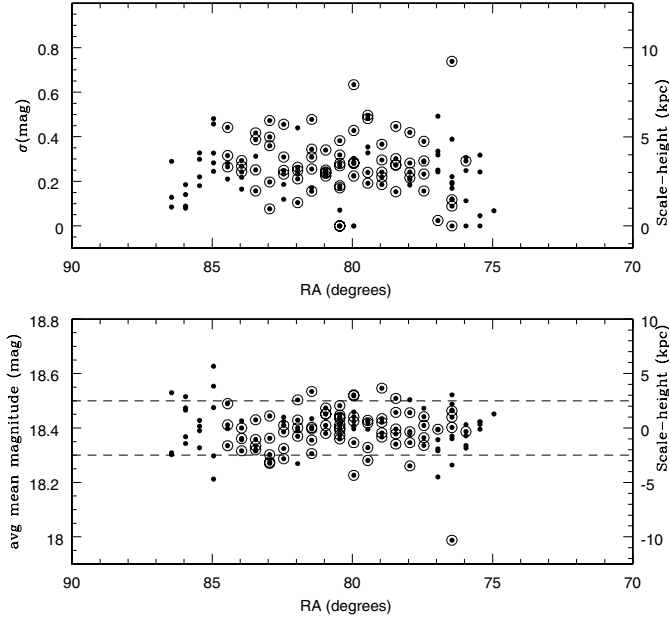 0.8
0.6
0.4
0.2
0
σ(mag)
10
5
0
Scale-height (kpc)
90 85 80 75 70
RA (degrees)
18.8
18.6
18.4
18.2
18
avg mean magnitude (mag)
10
5
0
-5
-10
Scale-height (kpc)
90 85 80 75 70
RA (degrees)